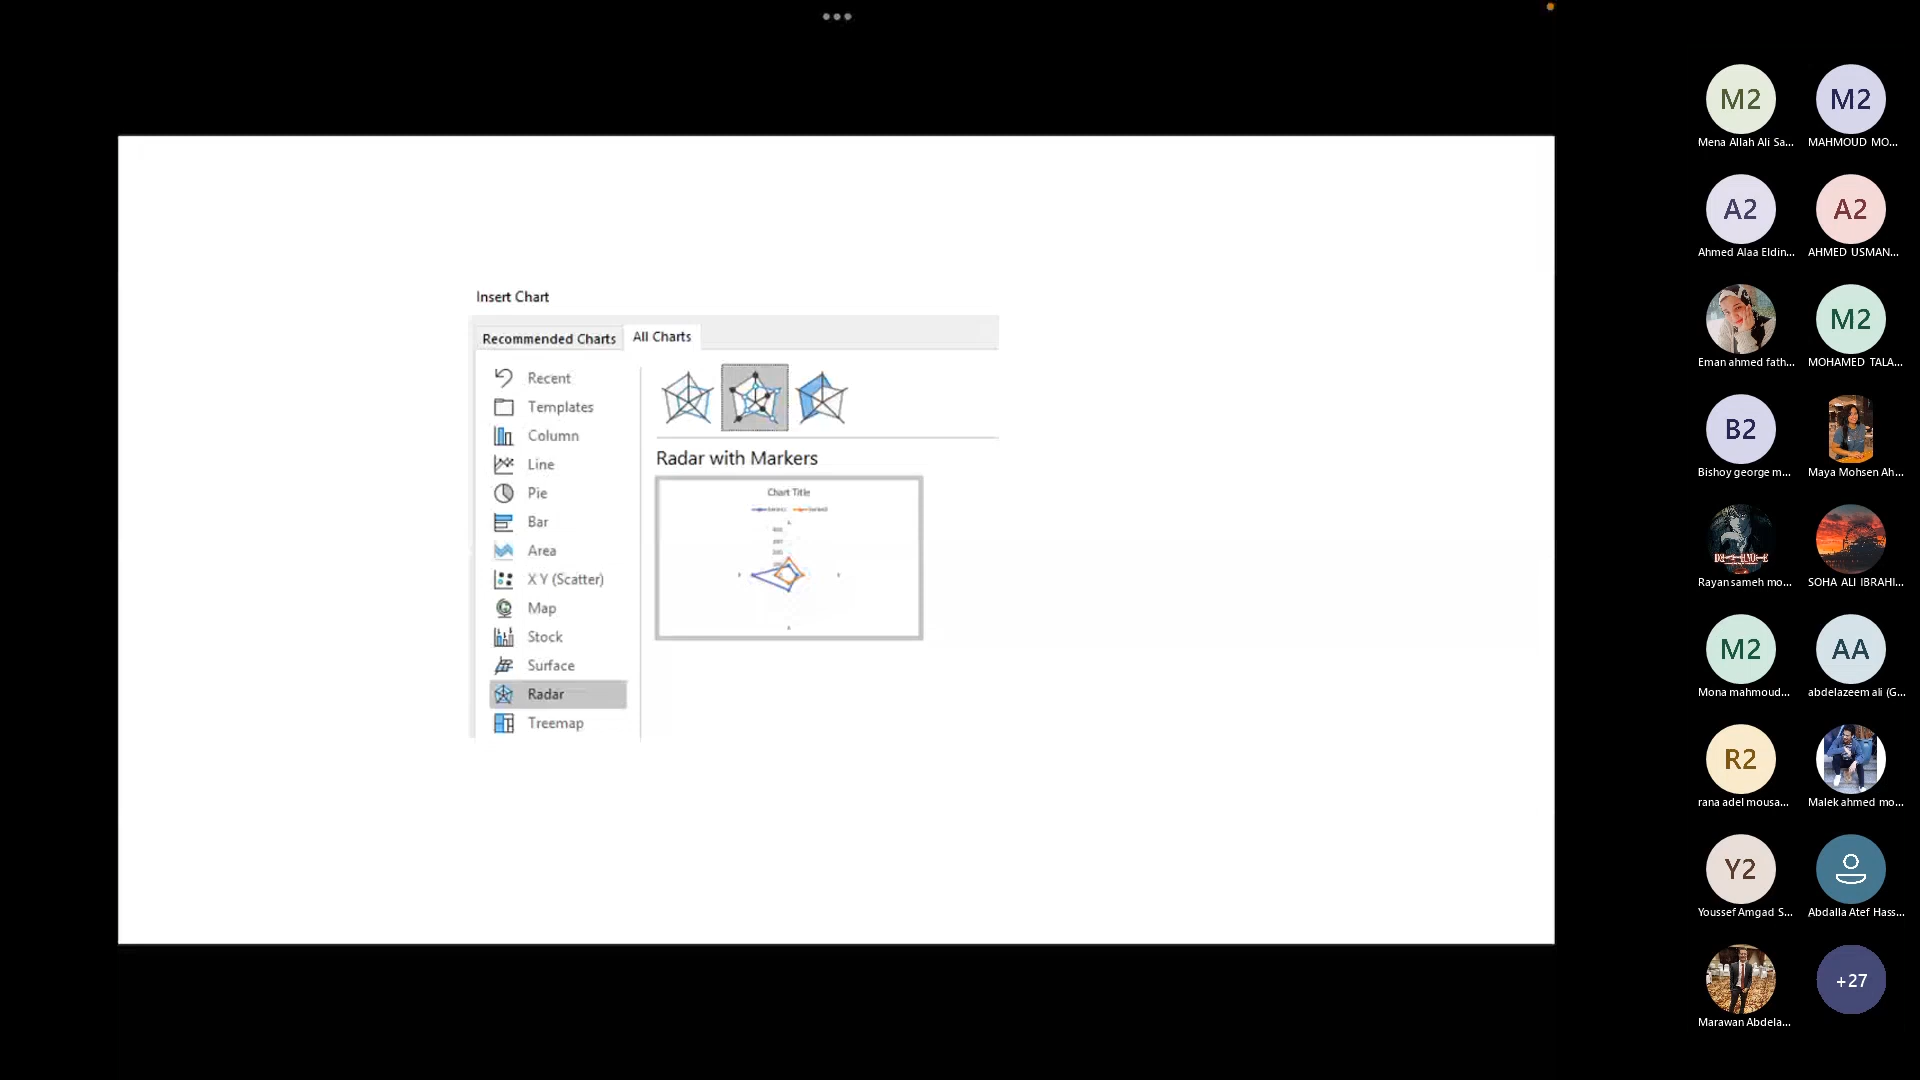 Insert Chart
Recommended Charts All Charts
Recent
Templates
Column
Line
Pie
Bar
Area
X Y (Scatter)
Map
Stock
Surface
Radar
Treemap
Radar with Markers
Chart Title
M2 M2
Mena Allah Ali Sa... MAHMOUD MO...
A2 A2
Ahmed Alaa Eldin... AHMED USMAN...
M2
Eman ahmed fath... MOHAMED TALA...
B2
Bishoy george m... Maya Mohsen Ah...
Rayan sameh mo... SOHA ALI IBRAHI...
M2 AA
Mona mahmoud... abdelazeem ali (G...
R2
rana adel mousa... Malek ahmed mo...
Y2
Youssef Amgad S... Abdalla Atef Hass...
+27
Marawan Abdela...